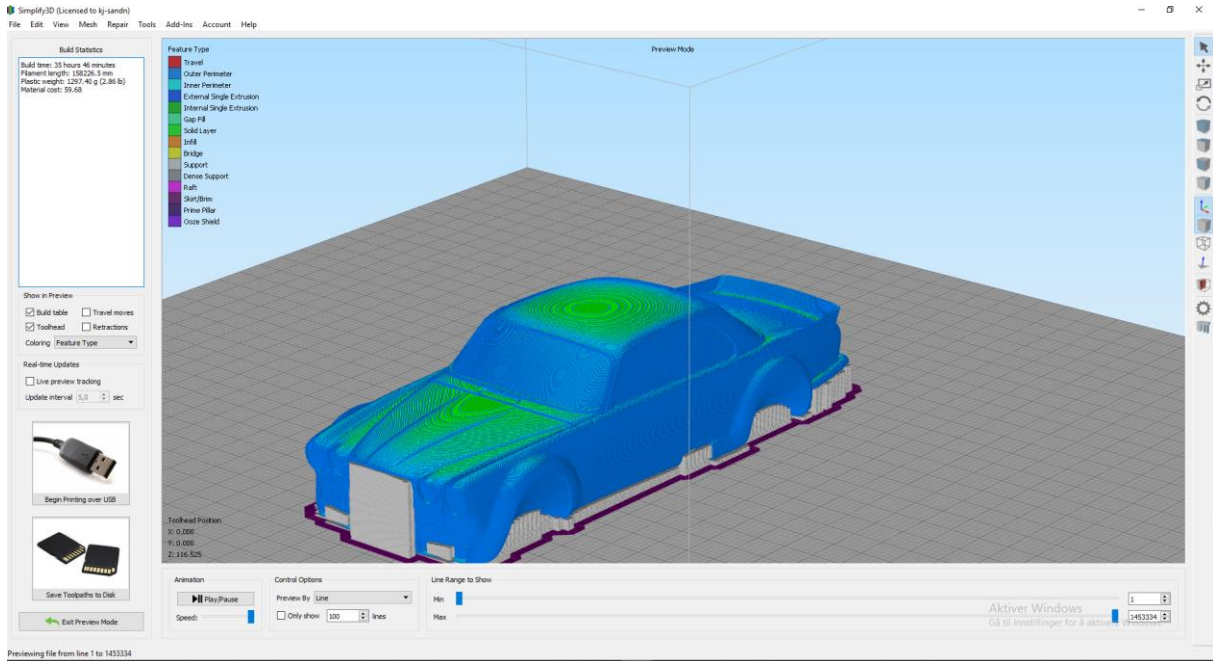 Simplify3D (Licensed to kj-sandn)
File Edit View Mesh Repair Tools Add-Ins Account Help
Build Statistics
Build time: 35 hours 46 minutes
Filament length: 158226.5 mm
Plastic weight: 1297.40 g (2.86 lb)
Material cost: 59.68
Show in Preview
Build table
Travel moves
Toolhead
Retractions
Coloring Feature Type
Real-time Updates
Live preview tracking
Update interval 5,0 sec
Begin Printing over USB
Save Toolpaths to Disk
Exit Preview Mode
Feature Type
Travel
Outer Perimeter
Inner Perimeter
External Single Extrusion
Internal Single Extrusion
Gap Fill
Solid Layer
Infill
Bridge
Support
Dense Support
Raft
Skirt/Brim
Prime Pillar
Ooze Shield
Preview Mode
Toolhead Position
X: 0.000
Y: 0.000
Z: 116.525
Animation
Play/Pause
Speed:
Control Options
Preview By Line
Only show 100 lines
Line Range to Show
Min 1
Max 1453334
Aktiver Windows
Gå til Innstillinger for å aktivere Windows.
Previewing file from line 1 to 1453334